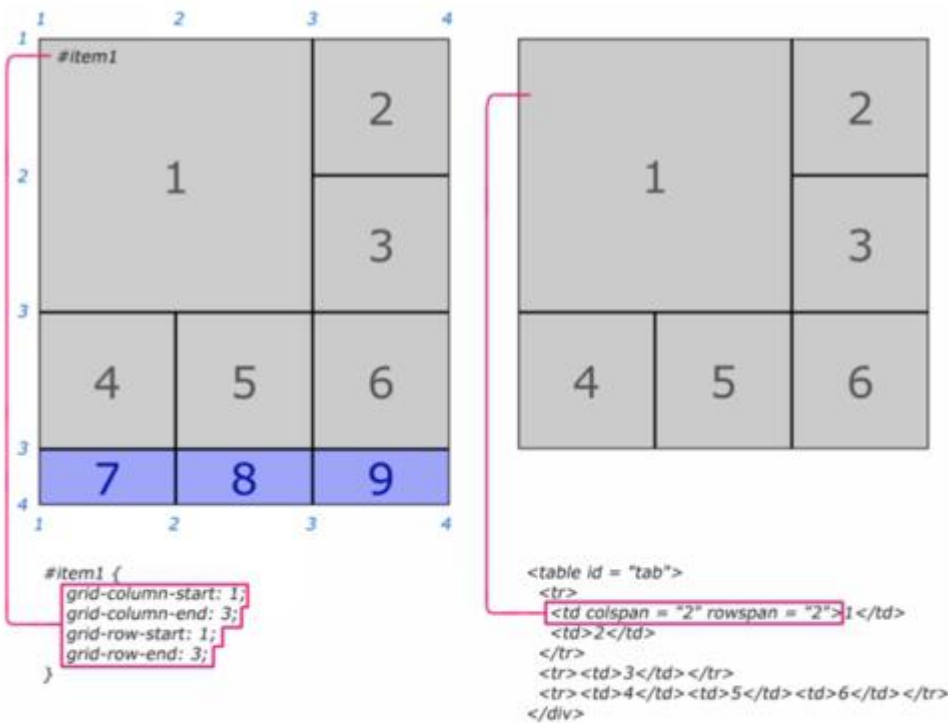 1 2 3 4
1
#item1
2
1
2
2
3
1
3
3
4 5 6
4 5 6
3
7 8 9
4
1 2 3 4
#item1 {
grid-column-start: 1;
grid-column-end: 3;
grid-row-start: 1;
grid-row-end: 3;
}
<table id = "tab">
<tr>
<td colspan = "2" rowspan = "2">1</td>
<td>2</td>
</tr>
<tr><td>3</td></tr>
<tr><td>4</td><td>5</td><td>6</td></tr>
</div>